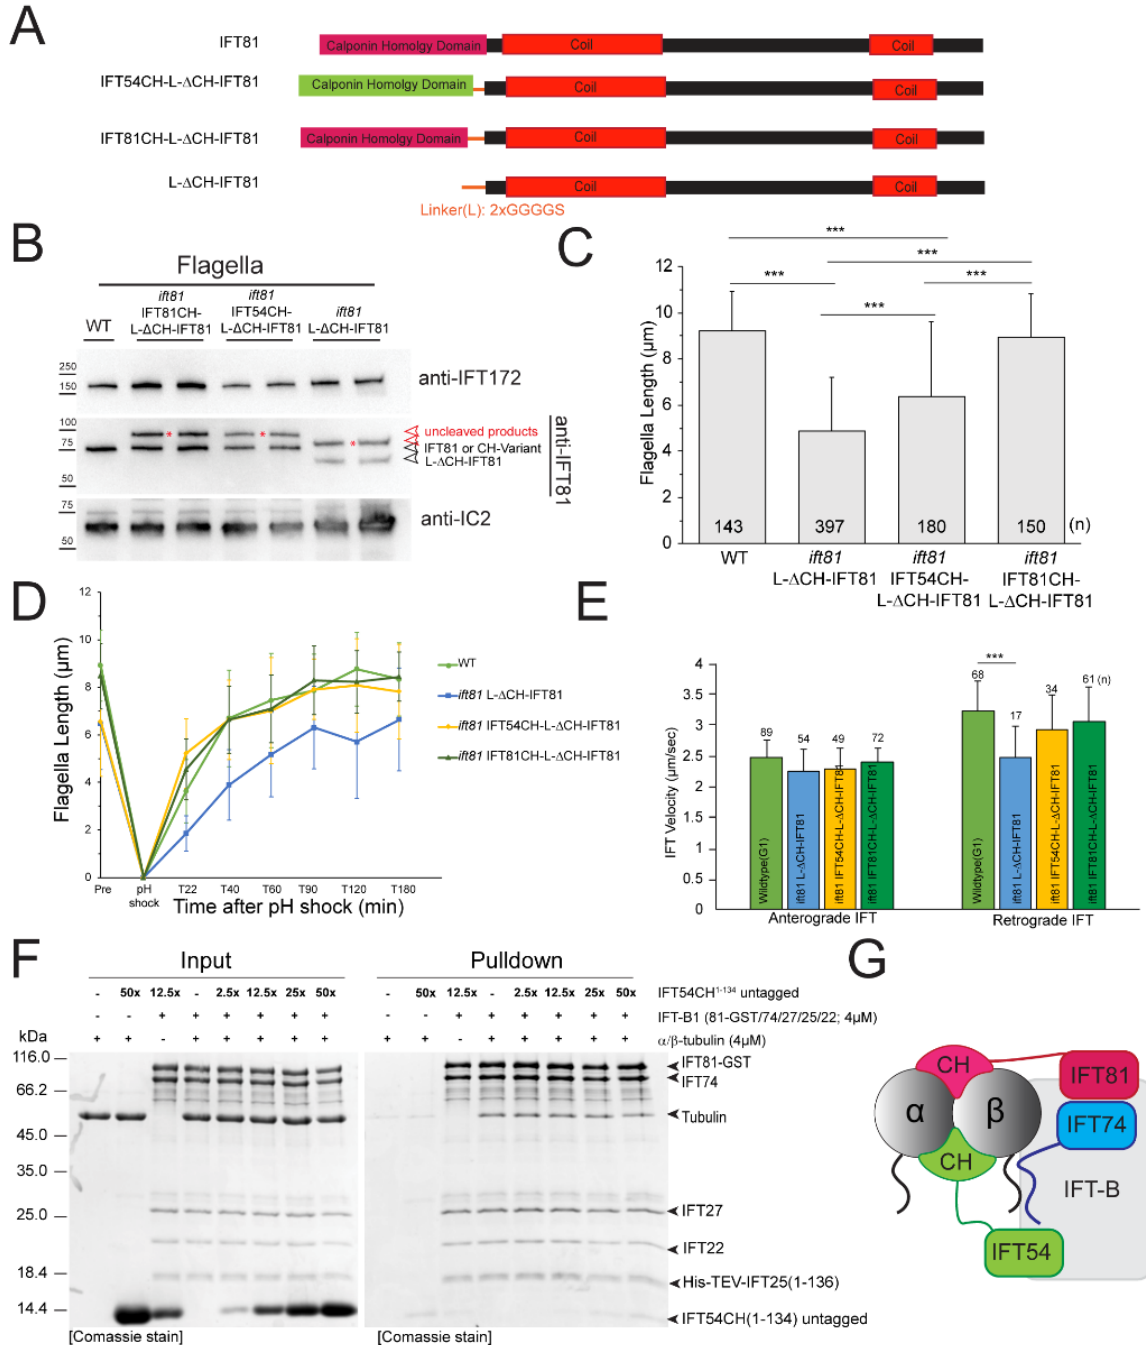 A
IFT81
Calponin Homolgy Domain
Coil
Coil
IFT54CH-L-ΔCH-IFT81
Calponin Homolgy Domain
Coil
Coil
IFT81CH-L-ΔCH-IFT81
Calponin Homolgy Domain
Coil
Coil
L-ΔCH-IFT81
Coil
Coil
Linker(L): 2xGGGGS
B
Flagella
WT
ift81
IFT81CH-
L-ΔCH-IFT81
ift81
IFT54CH-
L-ΔCH-IFT81
ift81
L-ΔCH-IFT81
250
150
anti-IFT172
100
75
50
* * *
uncleaved products
IFT81 or CH-Variant
L-ΔCH-IFT81
anti-IFT81
75
50
anti-IC2
C
***
***
***
***
***
Flagella Length (µm)
12
10
8
6
4
2
0
143
397
180
150
(n)
WT
ift81
L-ΔCH-IFT81
ift81
IFT54CH-
L-ΔCH-IFT81
ift81
IFT81CH-
L-ΔCH-IFT81
D
Flagella Length (µm)
12
10
8
6
4
2
0
Pre
pH
shock
T22
T40
T60
T90
T120
T180
Time after pH shock (min)
WT
ift81 L-ΔCH-IFT81
ift81 IFT54CH-L-ΔCH-IFT81
ift81 IFT81CH-L-ΔCH-IFT81
E
IFT Velocity (µm/sec)
4
3.5
3
2.5
2
1.5
1
0.5
0
89
54
49
72
***
68
17
34
61 (n)
Wildtype(G1)
ift81 L-ΔCH-IFT81
ift81 IFT54CH-L-ΔCH-IFT81
ift81 IFT81CH-L-ΔCH-IFT81
Wildtype(G1)
ift81 L-ΔCH-IFT81
ift81 IFT54CH-L-ΔCH-IFT81
ift81 IFT81CH-L-ΔCH-IFT81
Anterograde IFT
Retrograde IFT
F
Input
Pulldown
- 50x 12.5x - 2.5x 12.5x 25x 50x
- 50x 12.5x - 2.5x 12.5x 25x 50x
IFT54CH¹⁻¹³⁴ untagged
- - + + + + + +
- - + + + + + +
IFT-B1 (81-GST/74/27/25/22; 4µM)
+ + - + + + + +
+ + - + + + + +
α/β-tubulin (4µM)
kDa
116.0
66.2
45.0
35.0
25.0
18.4
14.4
IFT81-GST
IFT74
Tubulin
IFT27
IFT22
His-TEV-IFT25(1-136)
IFT54CH(1-134) untagged
[Comassie stain]
[Comassie stain]
G
CH
α
β
CH
IFT81
IFT74
IFT-B
IFT54